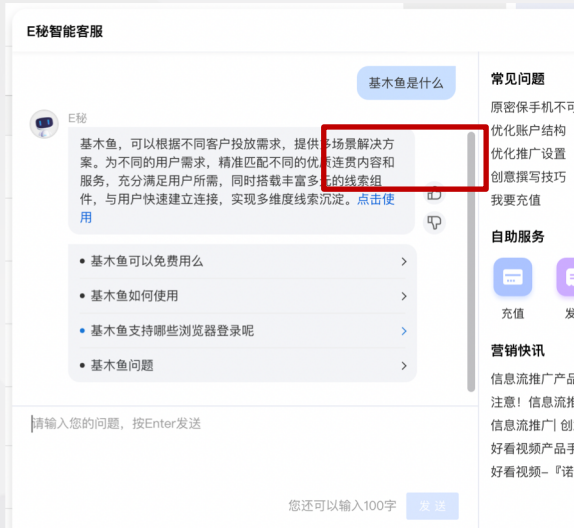 E秘智能客服
基木鱼是什么
E秘
基木鱼，可以根据不同客户投放需求，提供多场景解决方
案。为不同的用户需求，精准匹配不同的优质连贯内容和
服务，充分满足用户所需，同时搭载丰富多元的线索组
件，与用户快速建立连接，实现多维度线索沉淀。点击使
用
基木鱼可以免费用么
基木鱼如何使用
基木鱼支持哪些浏览器登录呢
基木鱼问题
请输入您的问题，按Enter发送
您还可以输入100字
发 送
常见问题
原密保手机不可
优化账户结构
优化推广设置
创意撰写技巧
我要充值
自助服务
充值
营销快讯
信息流推广产品
注意！信息流推
信息流推广| 创
好看视频产品手
好看视频–『诺